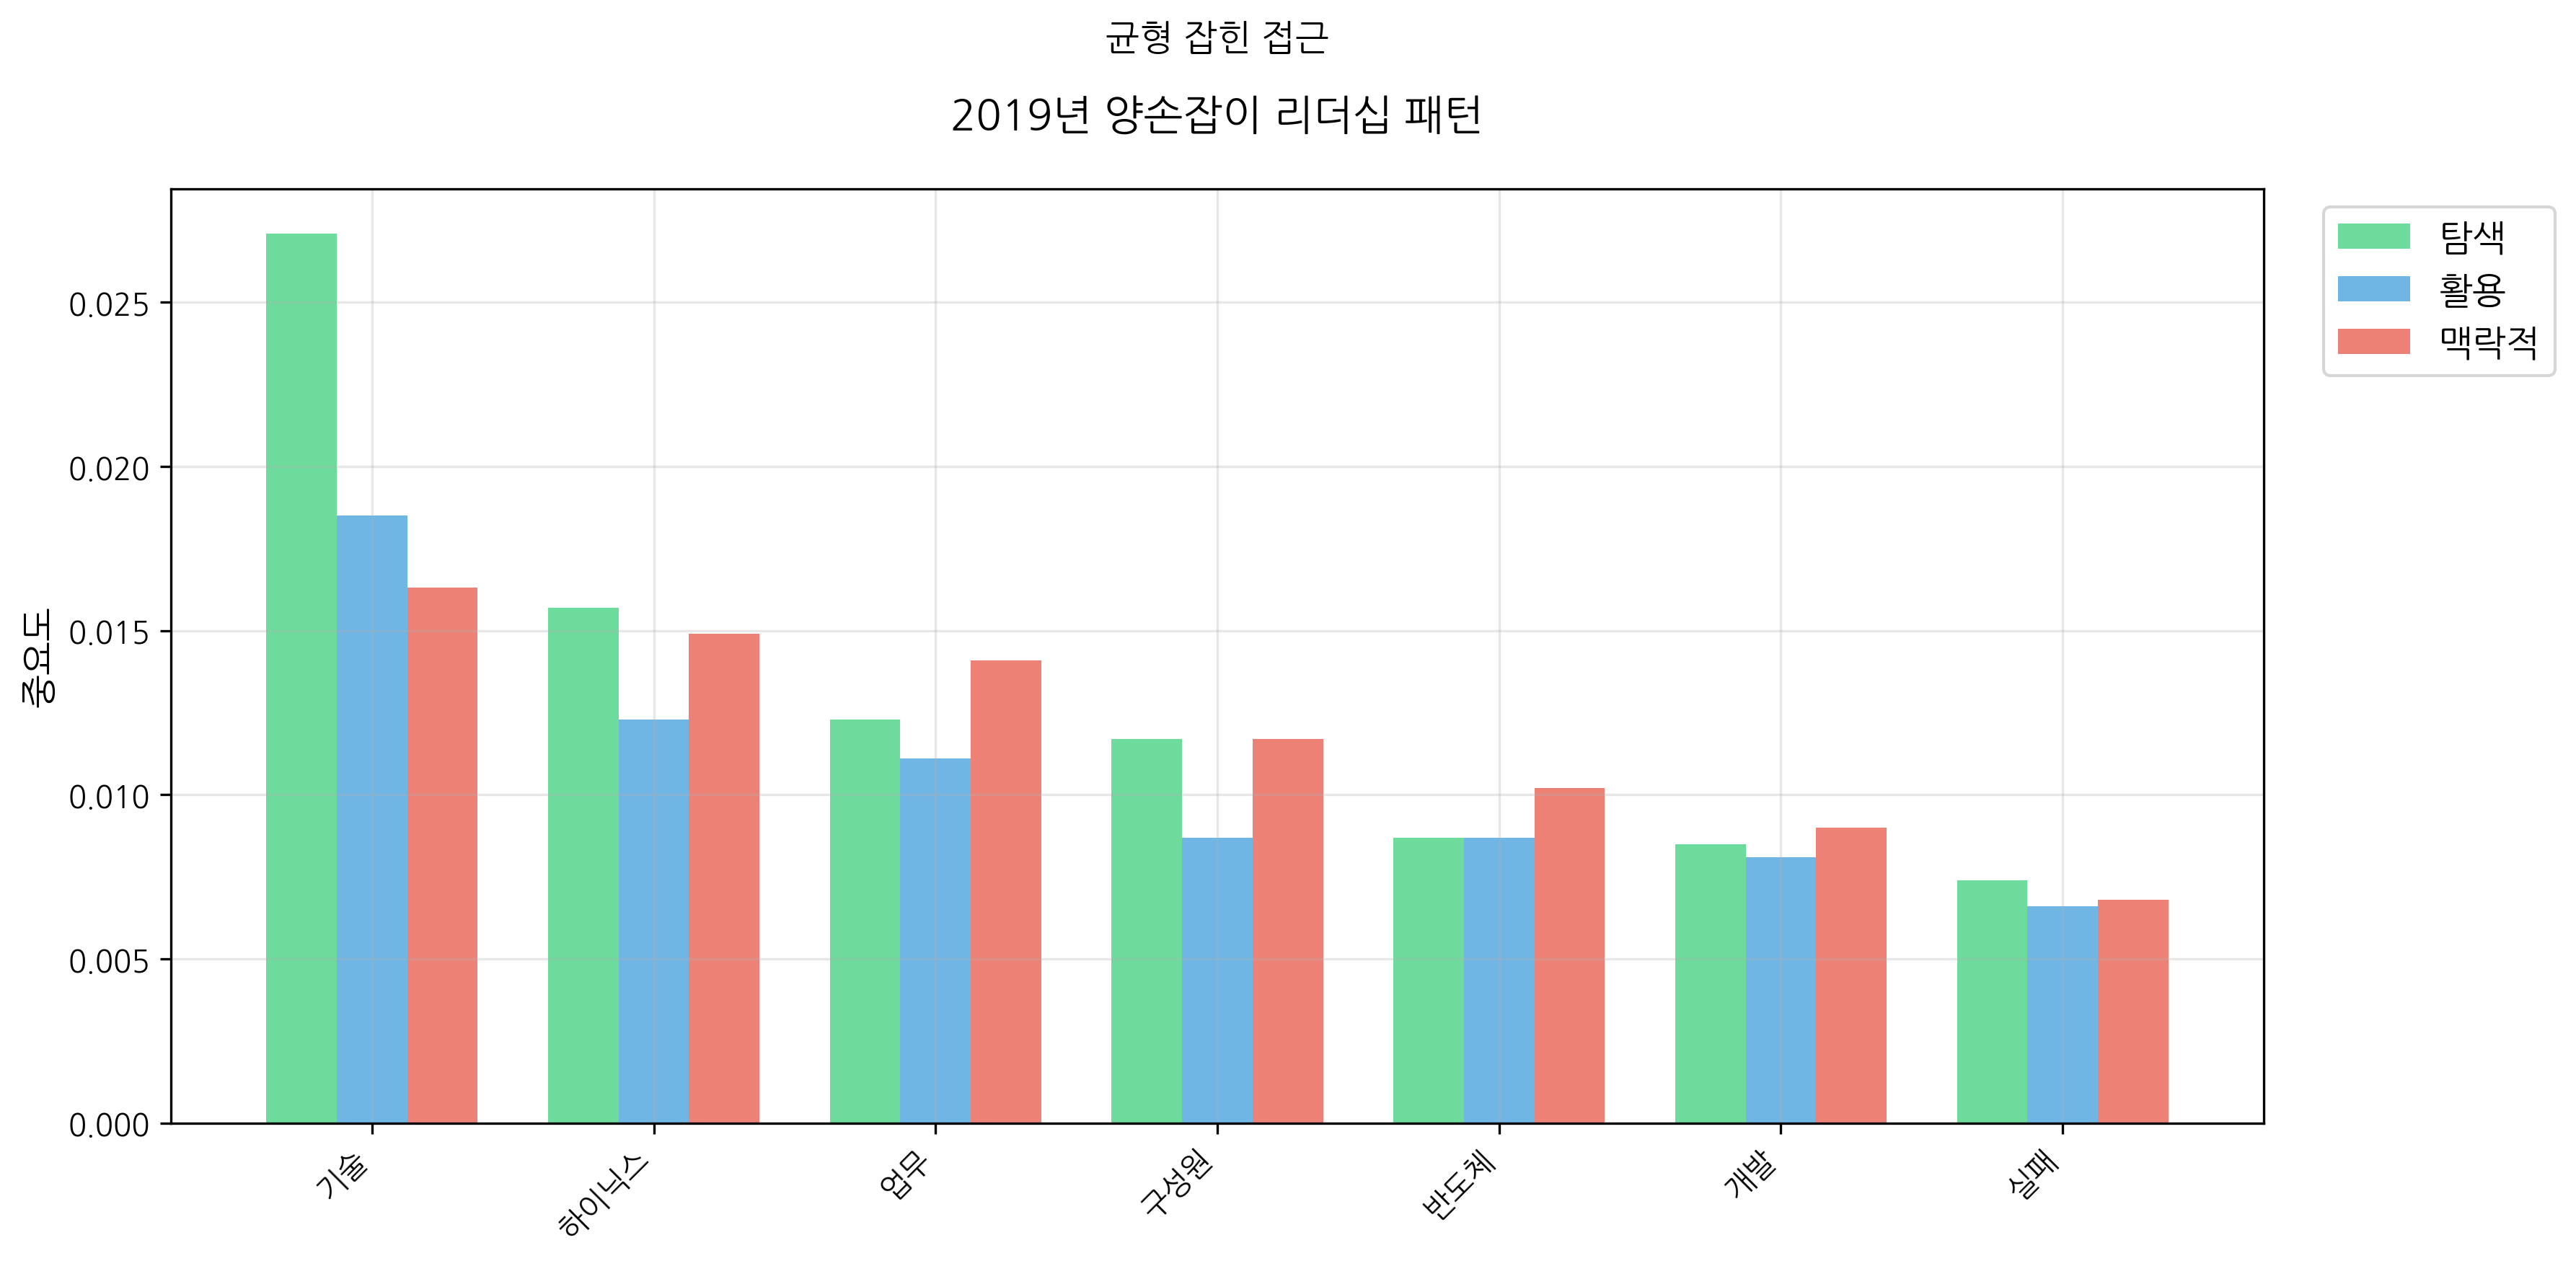 균형 잡힌 접근
2019년 양손잡이 리더십 패턴
탐색
활용
맥락적
중요도
0.025
0.020
0.015
0.010
0.005
0.000
기술
하이닉스
업무
구성원
반도체
개발
실패